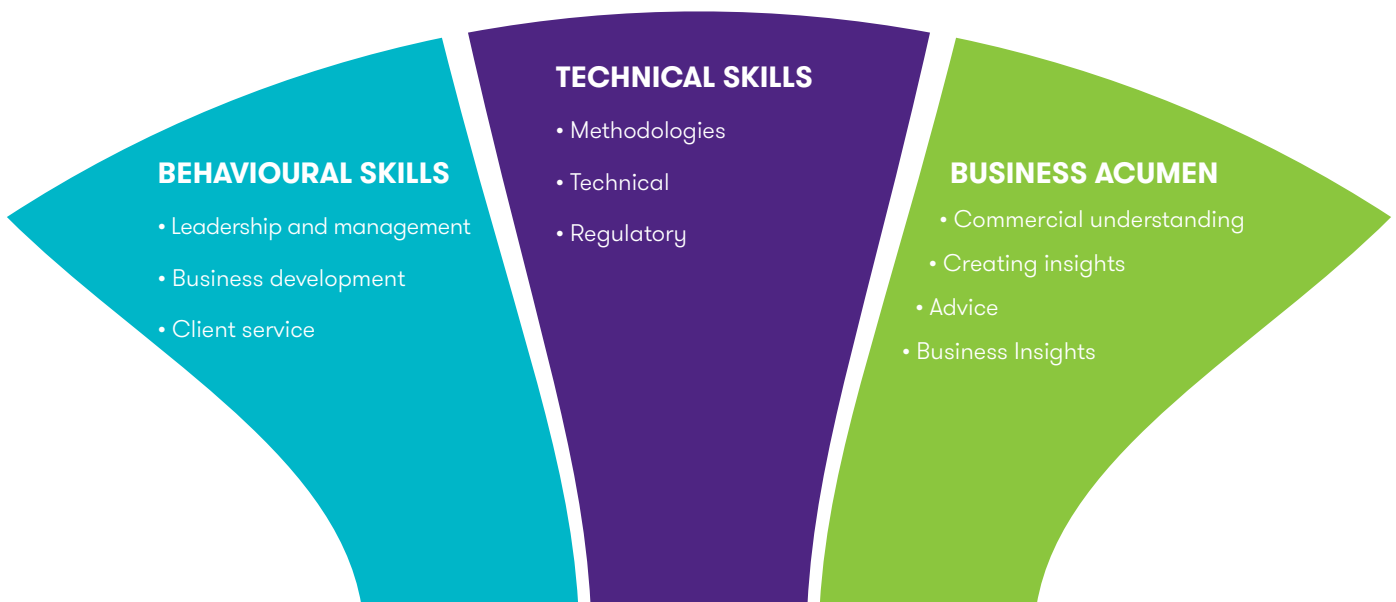 BEHAVIOURAL SKILLS
• Leadership and management
• Business development
• Client service
TECHNICAL SKILLS
• Methodologies
• Technical
• Regulatory
BUSINESS ACUMEN
• Commercial understanding
• Creating insights
• Advice
• Business Insights